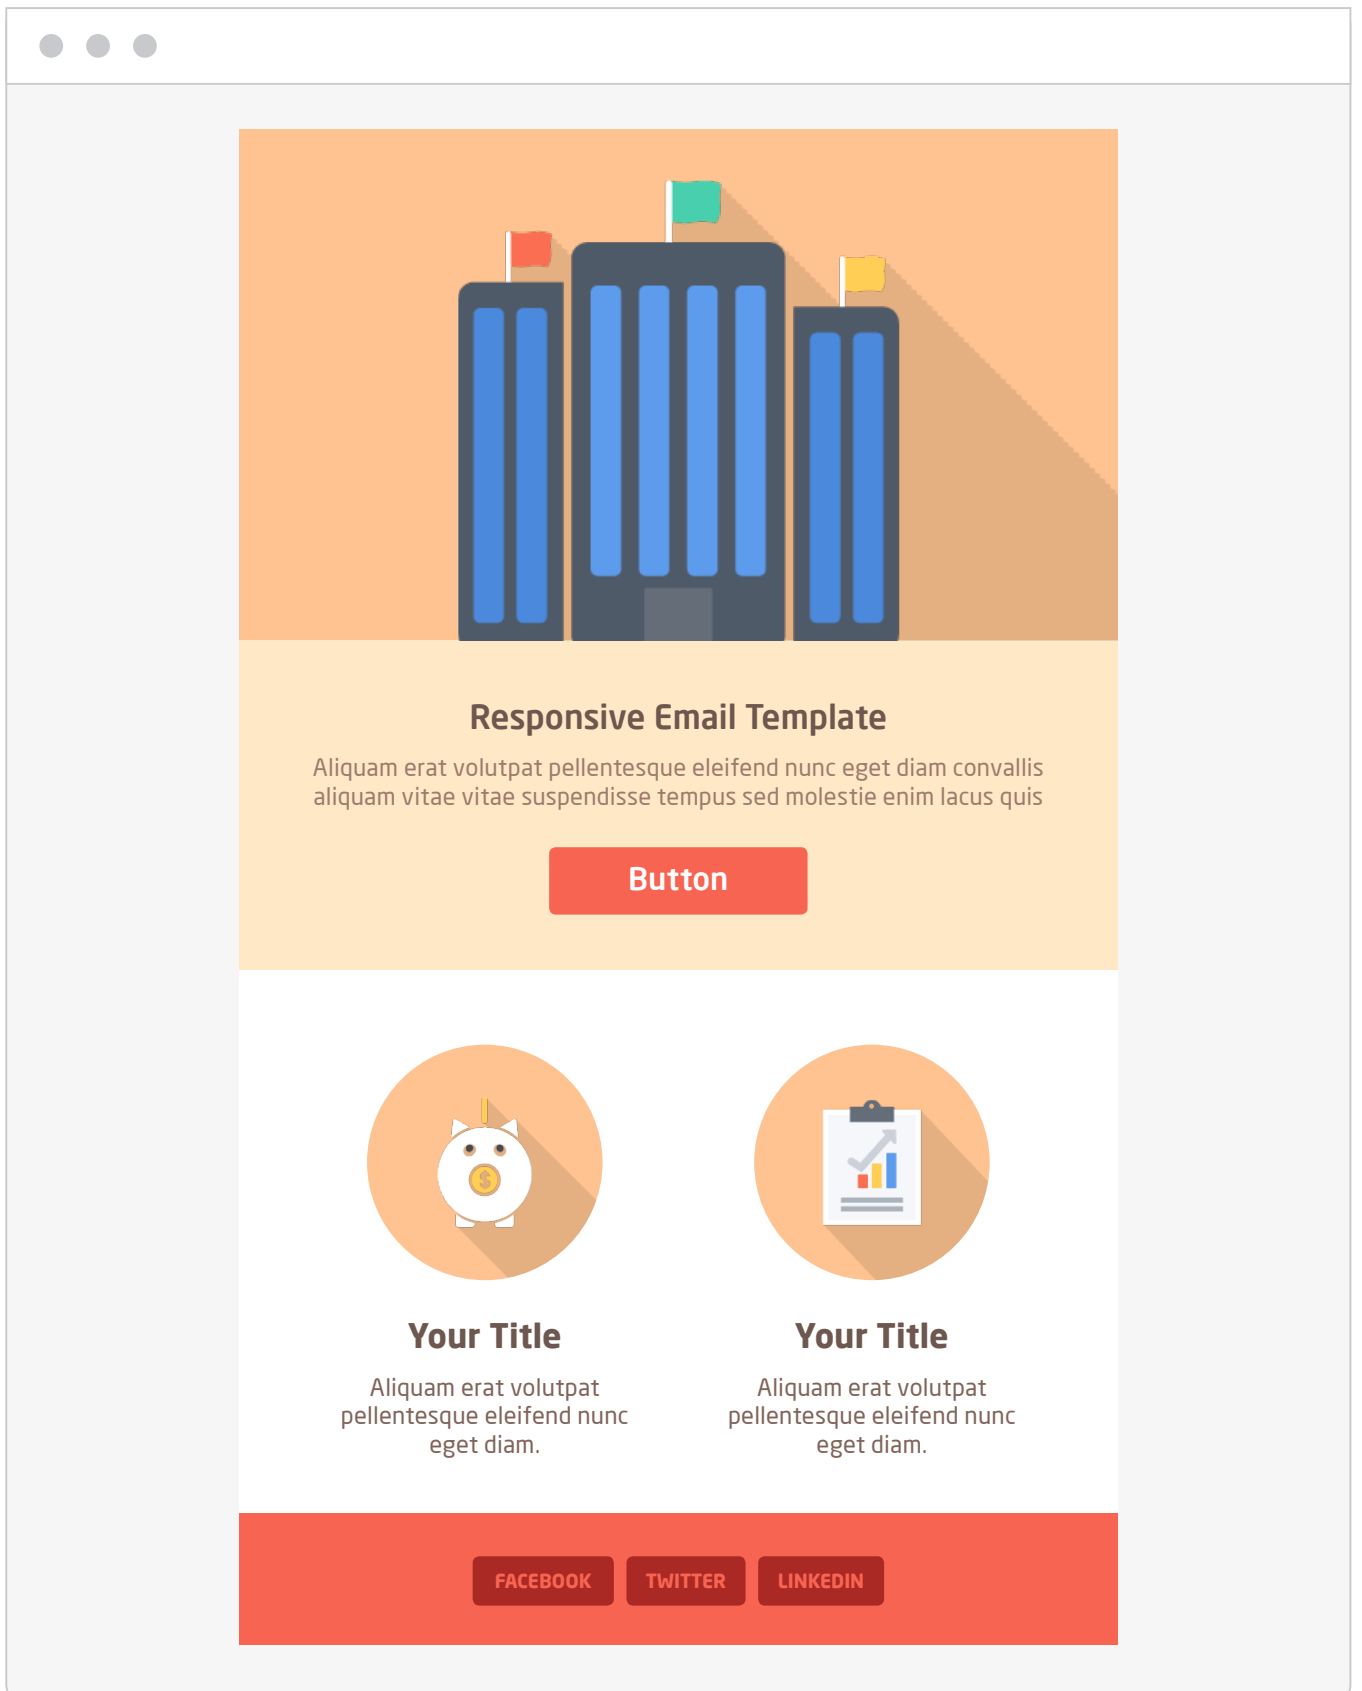 Responsive Email Template
Aliquam erat volutpat pellentesque eleifend nunc eget diam convallis
aliquam vitae vitae suspendisse tempus sed molestie enim lacus quis
Button
$
Your Title
Aliquam erat volutpat
pellentesque eleifend nunc
eget diam.
Your Title
Aliquam erat volutpat
pellentesque eleifend nunc
eget diam.
FACEBOOK TWITTER LINKEDIN